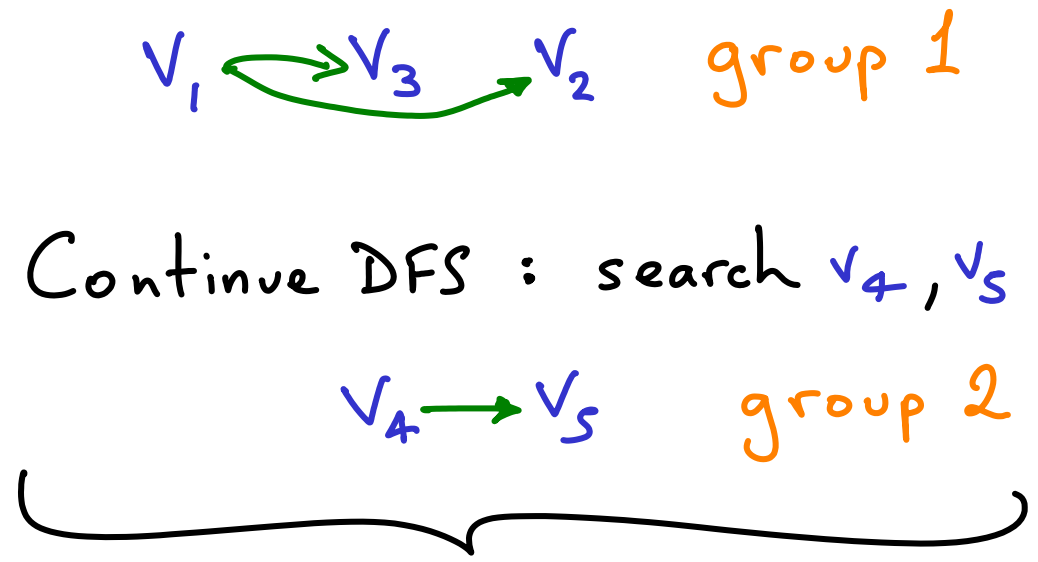 V₁ V₃ V₂ group 1
Continue DFS : search V₄, V₅
V₄ V₅ group 2